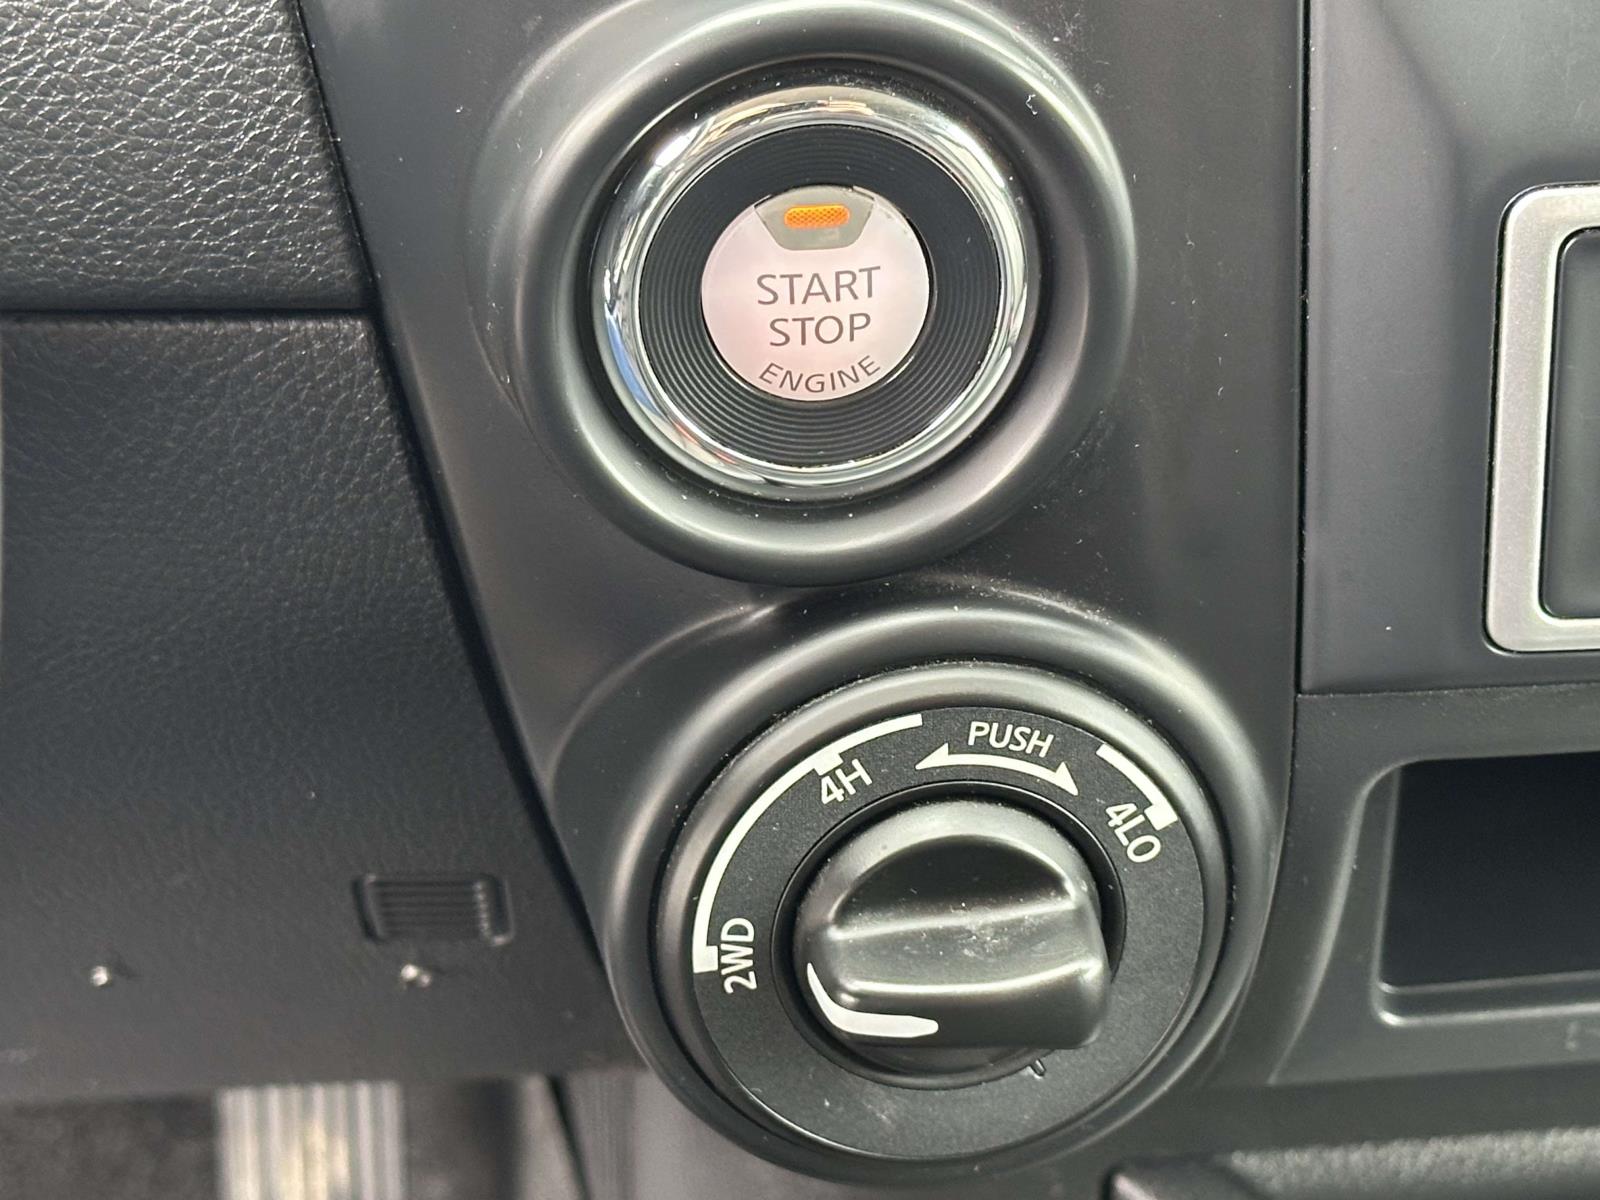 START
STOP
ENGINE
PUSH
4H
4LO
2WD